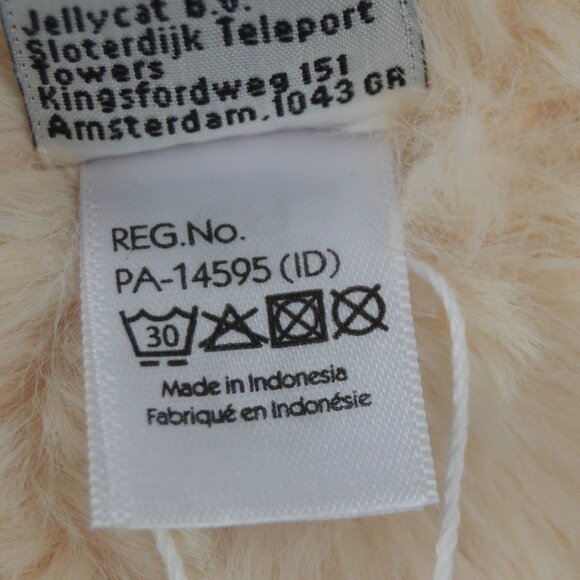 Jellycat B.V.
Sloterdijk Teleport
Towers
Kingsfordweg 151
Amsterdam, 1043 GR
REG.No.
PA-14595 (ID)
30
Made in Indonesia
Fabriqué en Indonésie